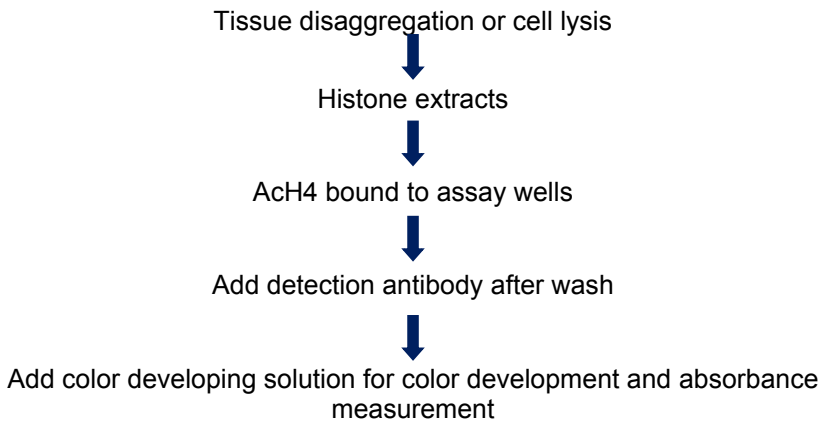 Tissue disaggregation or cell lysis
Histone extracts
AcH4 bound to assay wells
Add detection antibody after wash
Add color developing solution for color development and absorbance
measurement